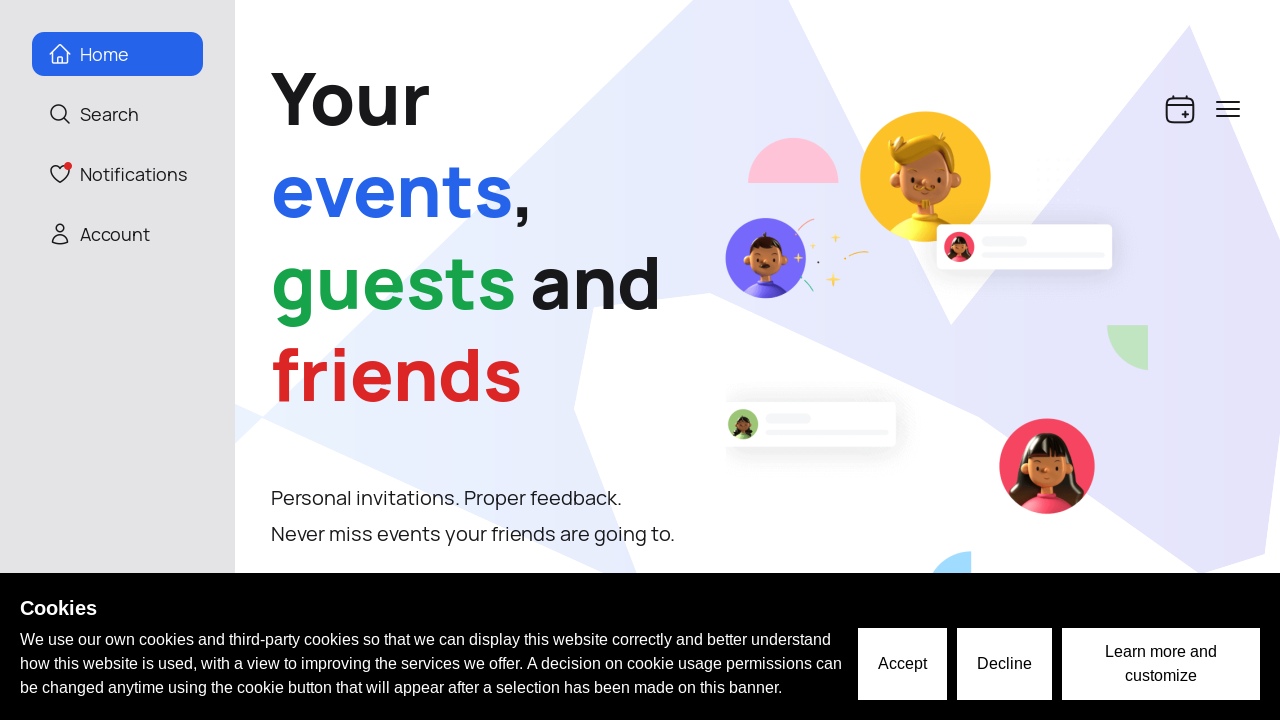 Home
Search
Notifications
Account
Your
events,
guests and
friends
Personal invitations. Proper feedback.
Never miss events your friends are going to.
Cookies
We use our own cookies and third-party cookies so that we can display this website correctly and better understand
how this website is used, with a view to improving the services we offer. A decision on cookie usage permissions can
be changed anytime using the cookie button that will appear after a selection has been made on this banner.
Accept
Decline
Learn more and
customize